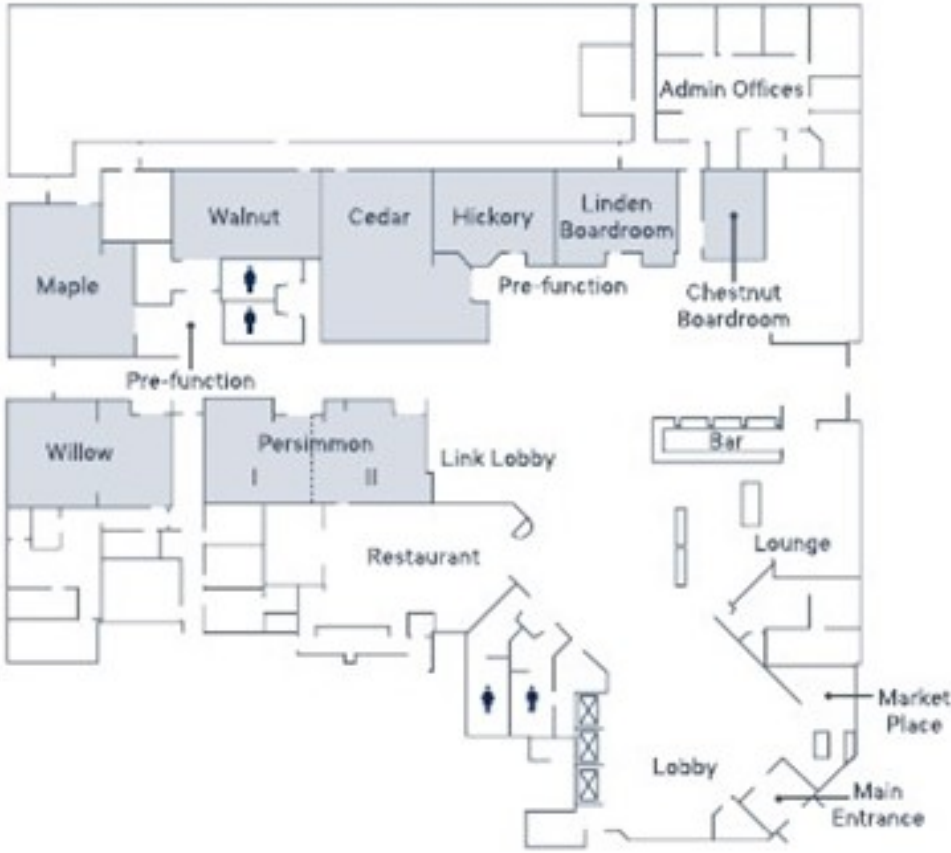 Admin Offices
Walnut
Cedar
Hickory
Linden
Boardroom
Maple
Pre-function
Chestnut
Boardroom
Pre-function
Willow
Persimmon
I
II
Link Lobby
Bar
Restaurant
Lounge
Market
Place
Lobby
Main
Entrance